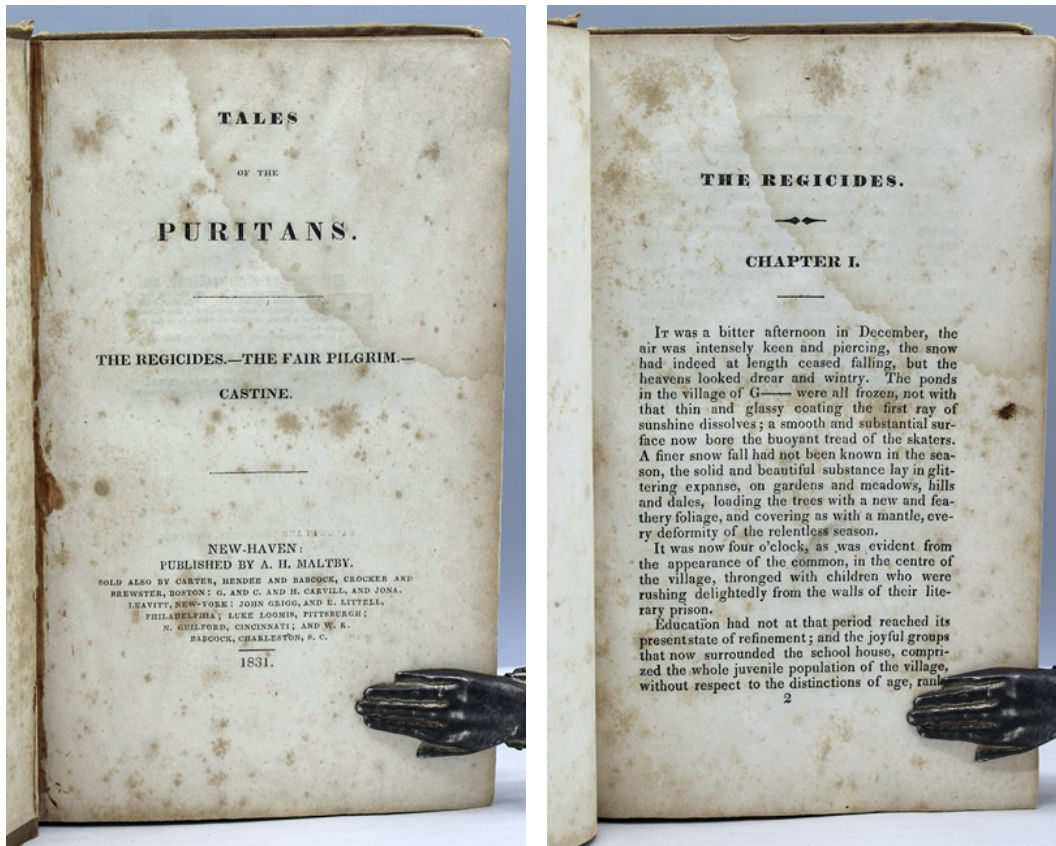 TALES
OF THE
PURITANS.
THE REGICIDES.—THE FAIR PILGRIM.—
CASTINE.
NEW-HAVEN:
PUBLISHED BY A. H. MALTBY.
SOLD ALSO BY CARTER, HENDEE AND BABCOCK, CROCKER AND
BREWSTER, BOSTON: G. AND C. AND H. CARVILL, AND JONA.
LEAVITT, NEW-YORK: JOHN GRIGG, AND E. LITTELL,
PHILADELPHIA; LUKE LOOMIS, PITTSBURGH;
N. GUILFORD, CINCINNATI; AND W. R.
BABCOCK, CHARLESTON, S. C.
1831.
THE REGICIDES.
CHAPTER I.
IT was a bitter afternoon in December, the
air was intensely keen and piercing, the snow
had indeed at length ceased falling, but the
heavens looked drear and wintry. The ponds
in the village of G—— were all frozen, not with
that thin and glassy coating the first ray of
sunshine dissolves; a smooth and substantial sur-
face now bore the buoyant tread of the skaters.
A finer snow fall had not been known in the sea-
son, the solid and beautiful substance lay in glit-
tering expanse, on gardens and meadows, hills
and dales, loading the trees with a new and fea-
thery foliage, and covering as with a mantle, eve-
ry deformity of the relentless season.
It was now four o'clock, as was evident from
the appearance of the common, in the centre of
the village, thronged with children who were
rushing delightedly from the walls of their lite-
rary prison.
Education had not at that period reached its
present state of refinement; and the joyful groups
that now surrounded the school house, compri-
zed the whole juvenile population of the village,
without respect to the distinctions of age, rank
2